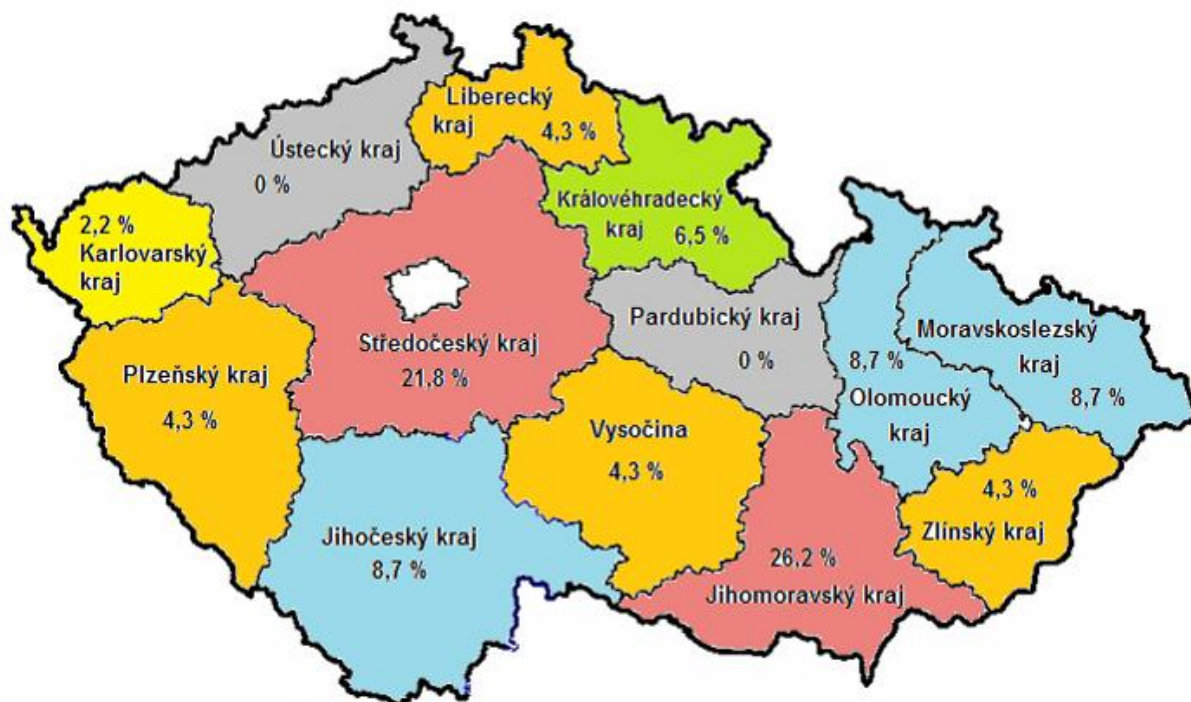 Liberecký
kraj
4,3 %
Ústecký kraj
0 %
Královéhradecký
kraj
6,5 %
2,2 %
Karlovarský
kraj
Pardubický kraj
0 %
Moravskoslezský
kraj
8,7 %
Středočeský kraj
21,8 %
8,7 %
Olomoucký
kraj
Plzeňský kraj
4,3 %
Vysočina
4,3 %
4,3 %
Zlínský kraj
Jihočeský kraj
8,7 %
26,2 %
Jihomoravský kraj